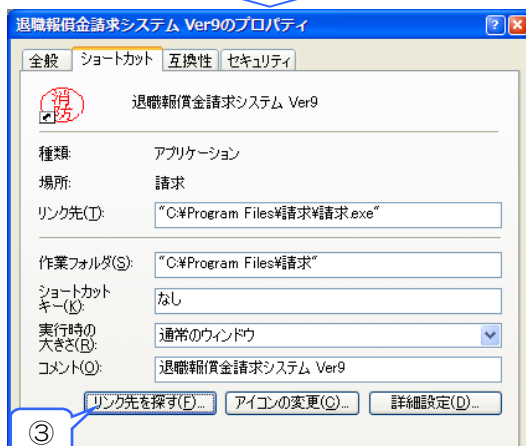 退職報償金請求システム Ver9のプロパティ
全般 ショートカット 互換性 セキュリティ
消防
退職報償金請求システム Ver9
種類: アプリケーション
場所: 請求
リンク先(T): "C:¥Program Files¥請求¥請求.exe"
作業フォルダ(S): "C:¥Program Files¥請求"
ショートカット
キー(K): なし
実行時の
大きさ(R): 通常のウィンドウ
コメント(O): 退職報償金請求システム Ver9
リンク先を探す(F)... アイコンの変更(C)... 詳細設定(D)...
③